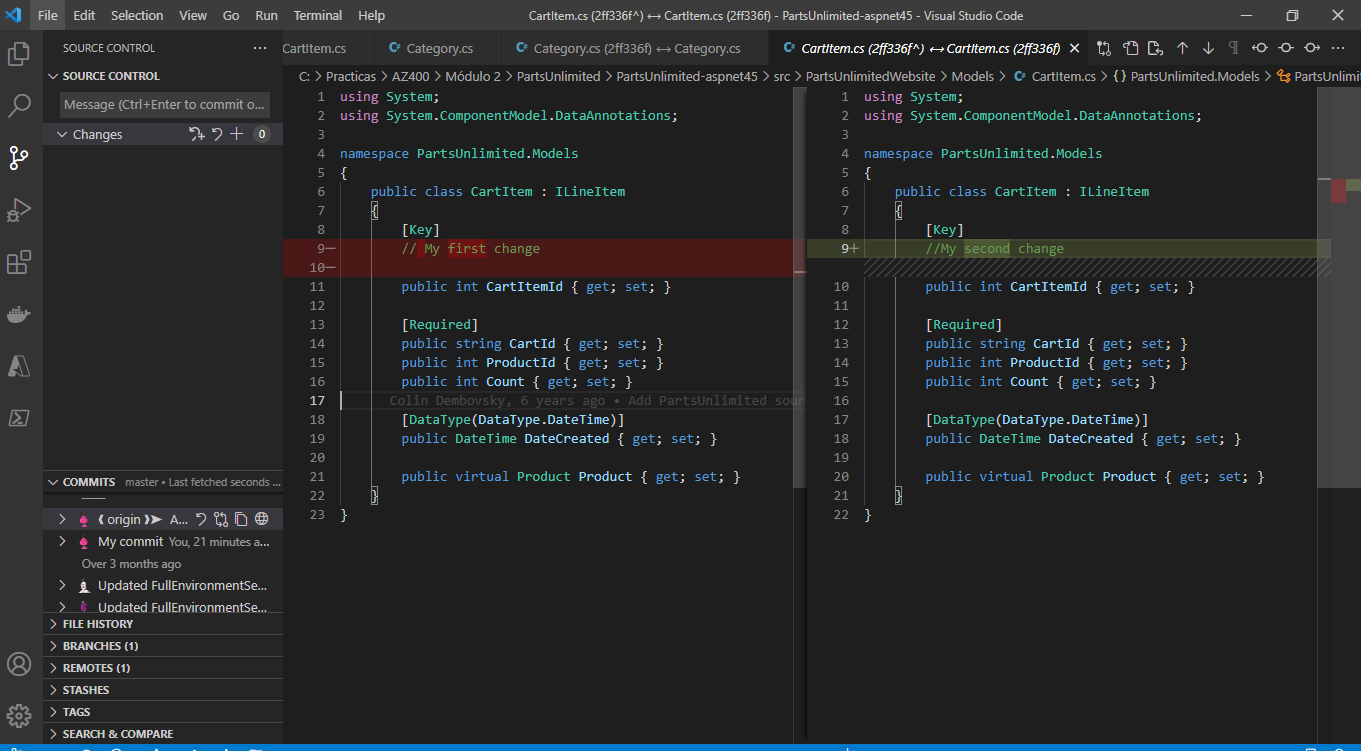 File Edit Selection View Go Run Terminal Help CartItem.cs (2ff336f^) ↔ CartItem.cs (2ff336f) - PartsUnlimited-aspnet45 - Visual Studio Code
SOURCE CONTROL ···
CartItem.cs C# Category.cs C# Category.cs (2ff336f) ↔ Category.cs C# CartItem.cs (2ff336f^) ↔ CartItem.cs (2ff336f)
SOURCE CONTROL
Message (Ctrl+Enter to commit o...
Changes 0
C: > Practicas > AZ400 > Módulo 2 > PartsUnlimited > PartsUnlimited-aspnet45 > src > PartsUnlimitedWebsite > Models > C# CartItem.cs > {} PartsUnlimited.Models > PartsUnlimi
1 using System;
2 using System.ComponentModel.DataAnnotations;
3
4 namespace PartsUnlimited.Models
5 {
6 public class CartItem : ILineItem
7 {
8 [Key]
9− // My first change
10−
11 public int CartItemId { get; set; }
12
13 [Required]
14 public string CartId { get; set; }
15 public int ProductId { get; set; }
16 public int Count { get; set; }
17 Colin Dembovsky, 6 years ago • Add PartsUnlimited sour
18 [DataType(DataType.DateTime)]
19 public DateTime DateCreated { get; set; }
20
21 public virtual Product Product { get; set; }
22 }
23 }
1 using System;
2 using System.ComponentModel.DataAnnotations;
3
4 namespace PartsUnlimited.Models
5 {
6 public class CartItem : ILineItem
7 {
8 [Key]
9+ //My second change
10 public int CartItemId { get; set; }
11
12 [Required]
13 public string CartId { get; set; }
14 public int ProductId { get; set; }
15 public int Count { get; set; }
16
17 [DataType(DataType.DateTime)]
18 public DateTime DateCreated { get; set; }
19
20 public virtual Product Product { get; set; }
21 }
22 }
COMMITS master • Last fetched seconds ...
origin A...
My commit You, 21 minutes a...
Over 3 months ago
Updated FullEnvironmentSe...
Updated FullEnvironmentSe...
FILE HISTORY
BRANCHES (1)
REMOTES (1)
STASHES
TAGS
SEARCH & COMPARE